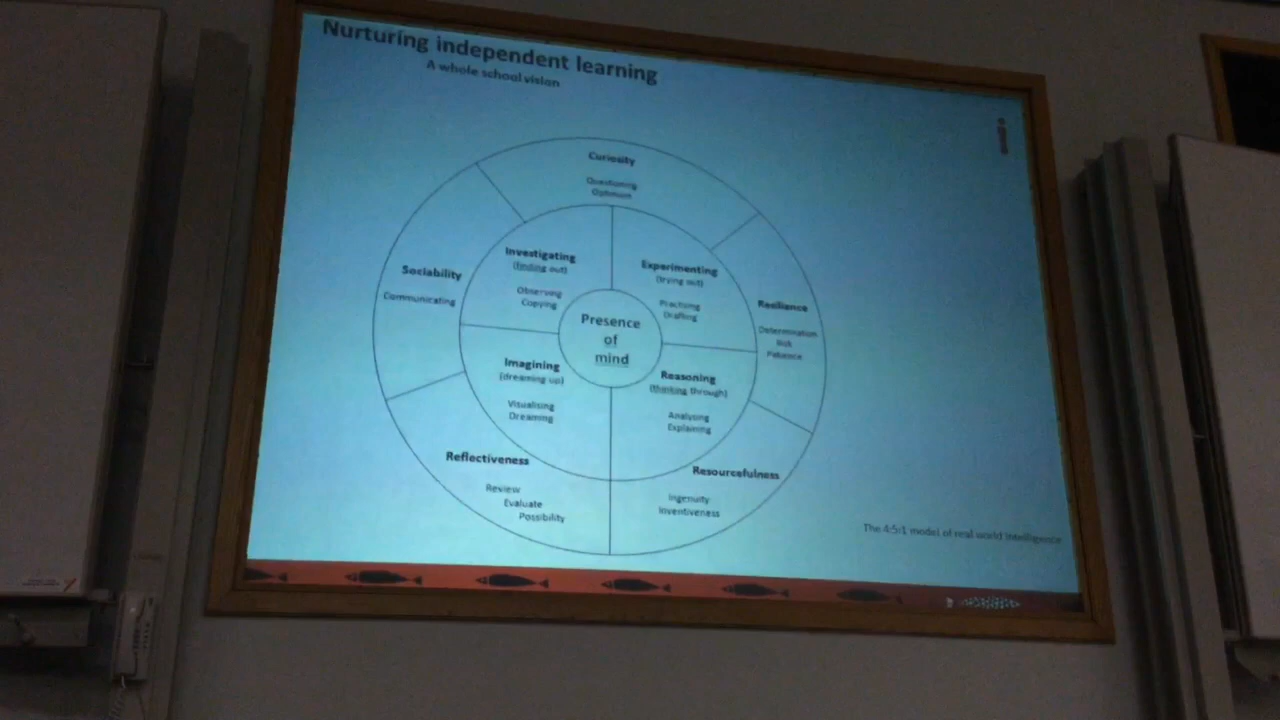 Nurturing independent learning
A whole school vision
Curiosity
Questioning
Optimism
Sociability
Communicating
Investigating
(finding out)
Observing
Copying
Experimenting
(trying out)
Practising
Drafting
Resiliance
Determination
Risk
Patience
Presence
of
mind
Imagining
(dreaming up)
Visualising
Dreaming
Reasoning
(thinking through)
Analysing
Explaining
Reflectiveness
Review
Evaluate
Possibility
Resourcefulness
Ingenuity
Inventiveness
The 4:5:1 model of real world intelligence